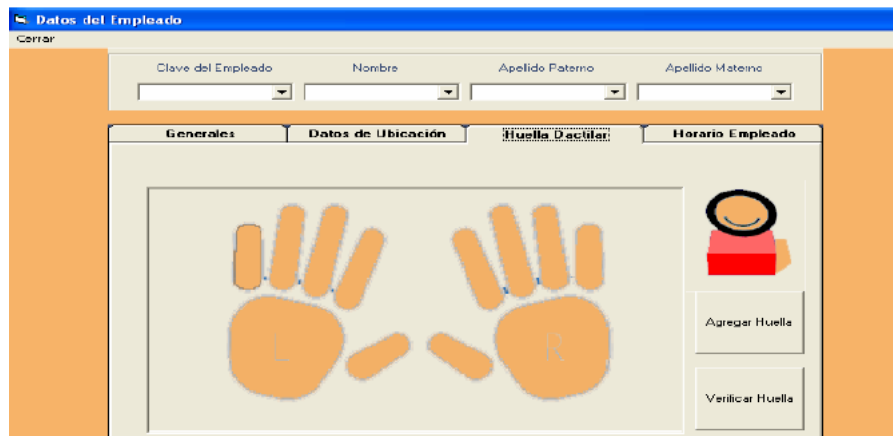 Datos del Empleado
Cerrar
Clave del Empleado Nombre Apellido Paterno Apellido Materno
Generales Datos de Ubicación Huella Dactilar Horario Empleado
L R
Agregar Huella
Verificar Huella